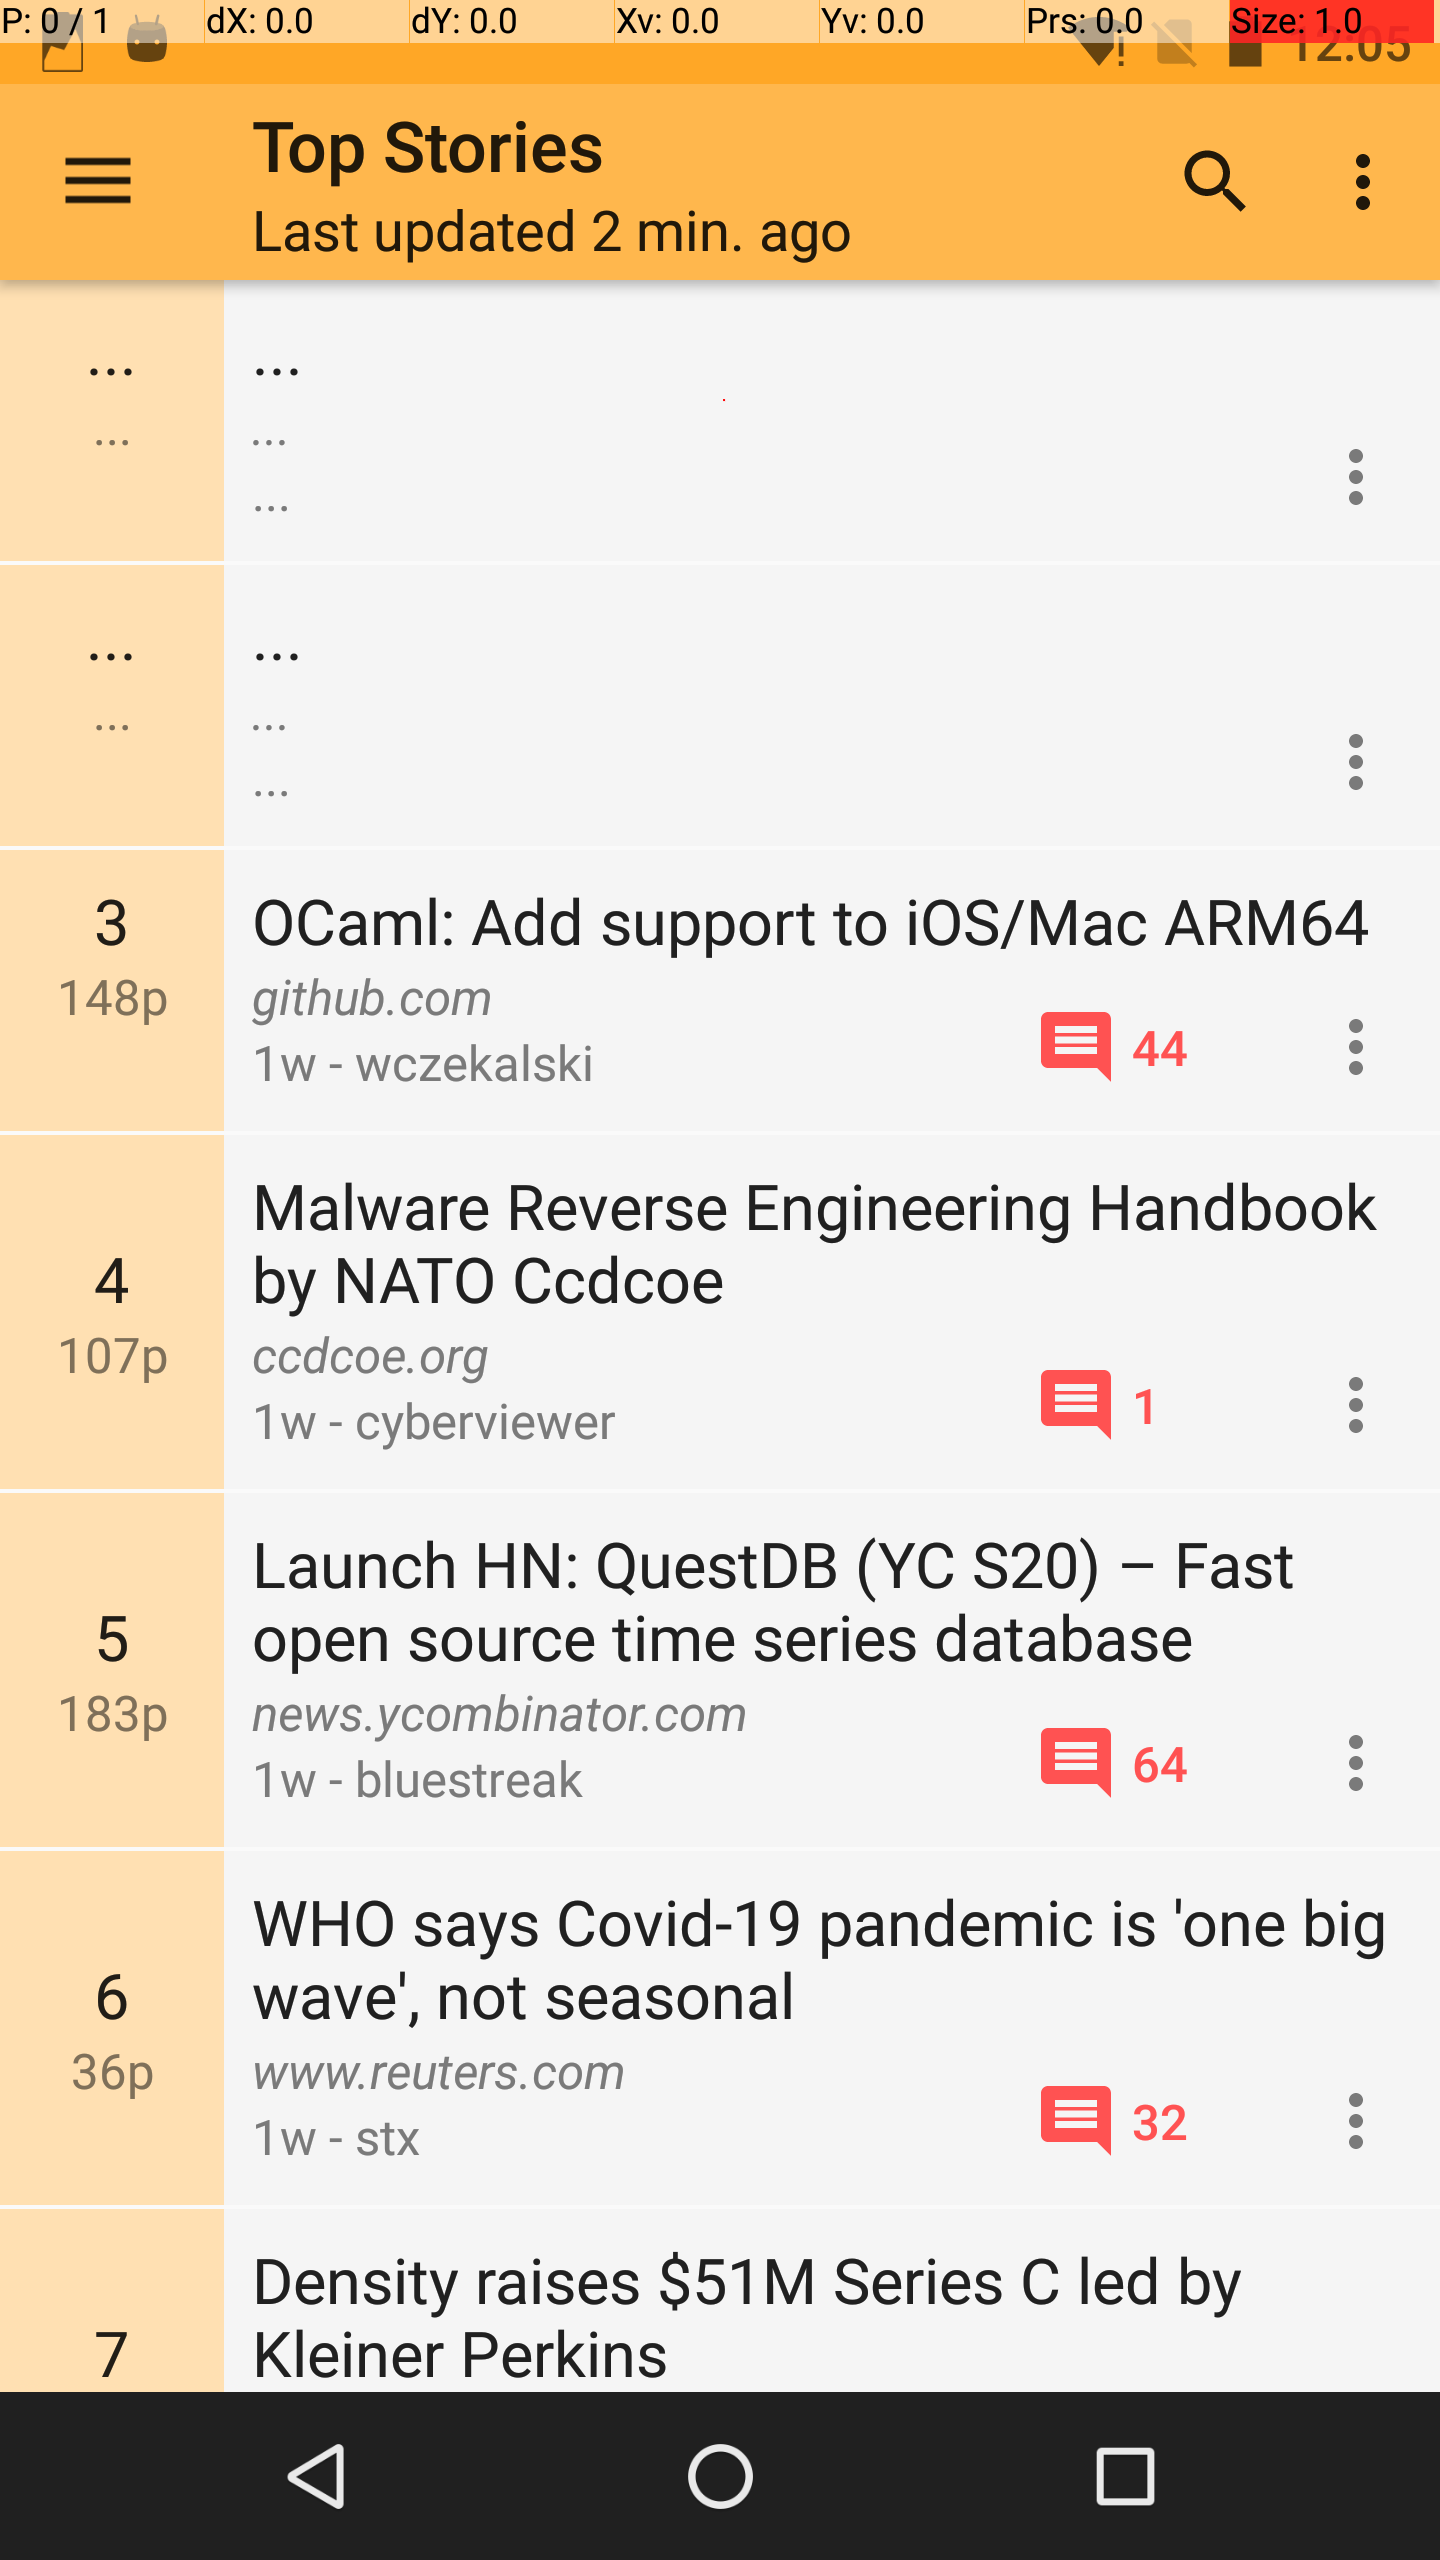 P: 0 / 1 dX: 0.0 dY: 0.0 Xv: 0.0 Yv: 0.0 Prs: 0.0 Size: 1.0
12:05
Top Stories
Last updated 2 min. ago
... ...
... ...
...
... ...
... ...
...
3 OCaml: Add support to iOS/Mac ARM64
148p github.com
1w - wczekalski 44
Malware Reverse Engineering Handbook
4 by NATO Ccdcoe
107p ccdcoe.org
1w - cyberviewer 1
Launch HN: QuestDB (YC S20) – Fast
5 open source time series database
183p news.ycombinator.com
1w - bluestreak 64
WHO says Covid-19 pandemic is 'one big
6 wave', not seasonal
36p www.reuters.com
1w - stx 32
Density raises $51M Series C led by
7 Kleiner Perkins